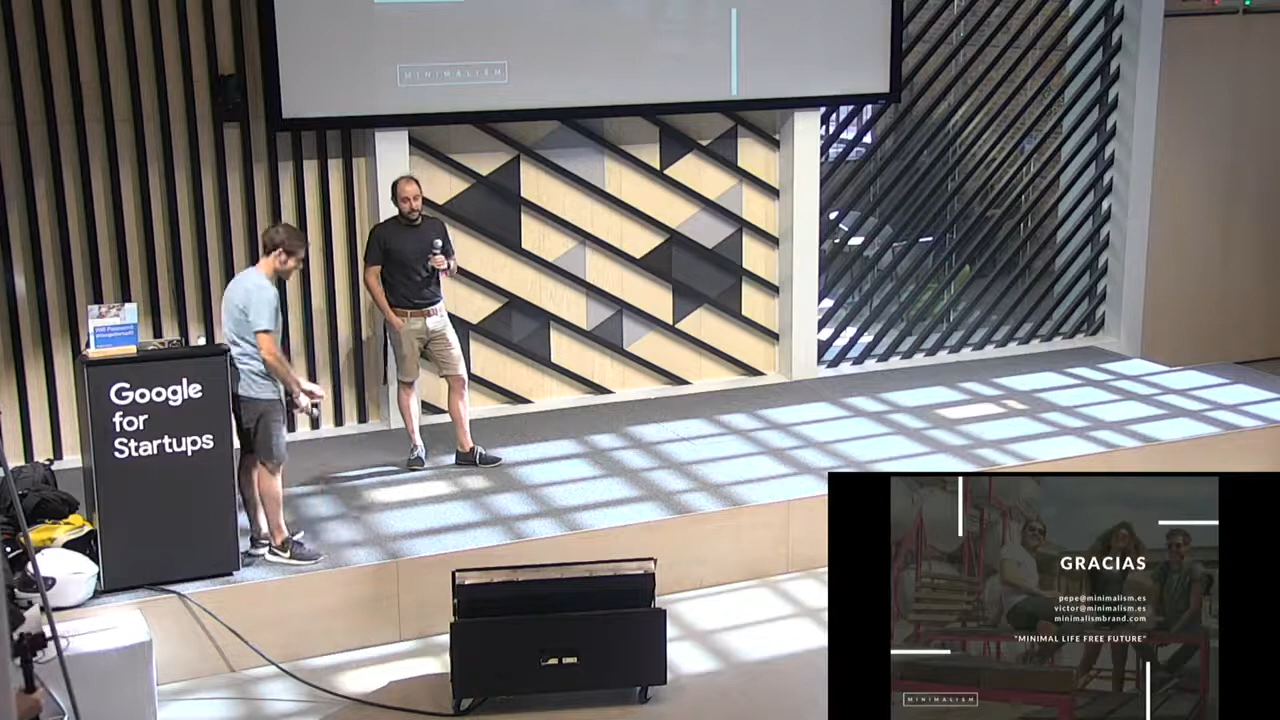 MINIMALISM
Google
for
Startups
GRACIAS
pepe@minimalism.es
victor@minimalism.es
minimalismbrand.com
"MINIMAL LIFE FREE FUTURE"
MINIMALISM